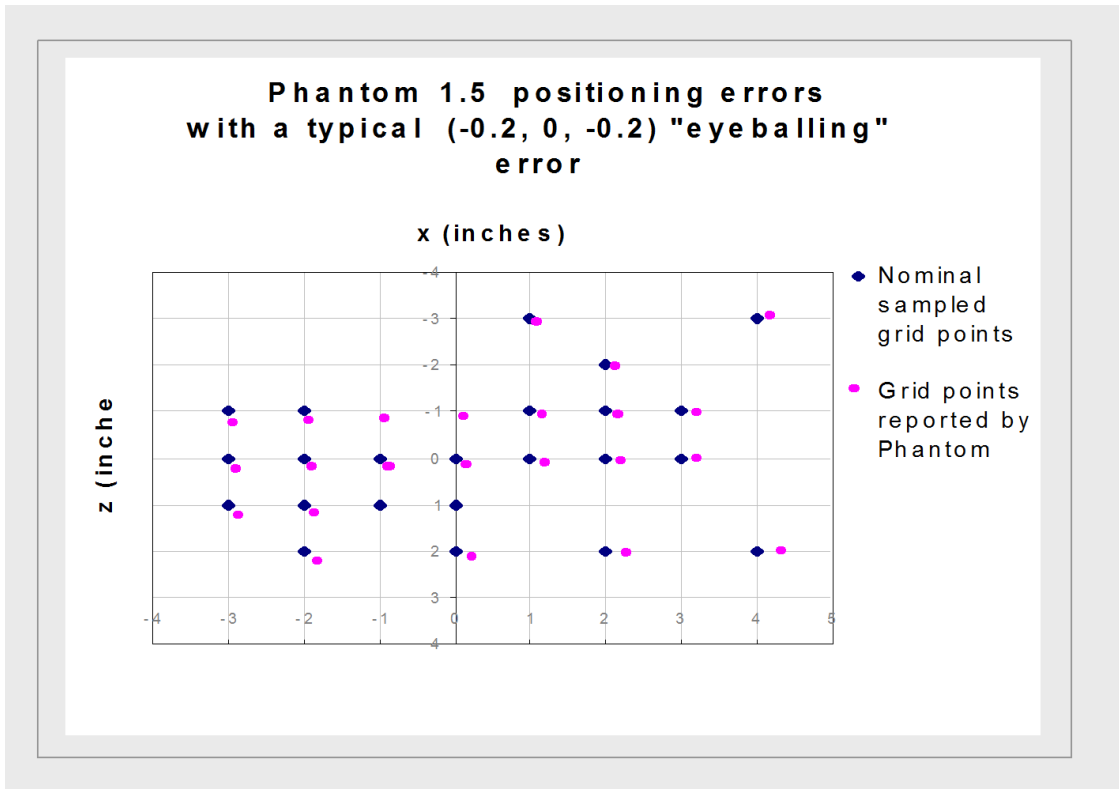 Phantom 1.5 positioning errors
with a typical (-0.2, 0, -0.2) "eyeballing"
error
x (inches)
z (inche
-4
-3
-2
-1
0
1
2
3
4
-4
-3
-2
-1
0
1
2
3
4
5
Nominal
sampled
grid points
Grid points
reported by
Phantom